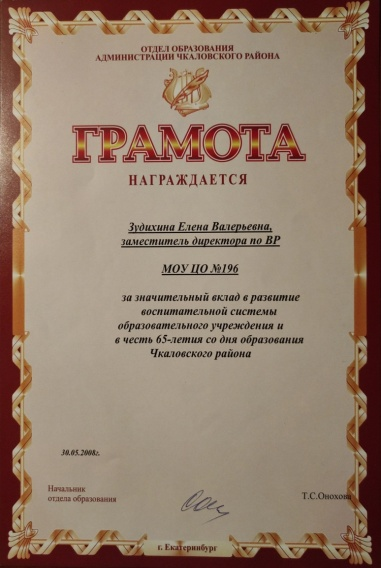 ОТДЕЛ ОБРАЗОВАНИЯ
АДМИНИСТРАЦИИ ЧКАЛОВСКОГО РАЙОНА
ГРАМОТА
НАГРАЖДАЕТСЯ
Зудихина Елена Валерьевна,
заместитель директора по ВР
МОУ ЦО №196
за значительный вклад в развитие
воспитательной системы
образовательного учреждения и
в честь 65-летия со дня образования
Чкаловского района
30.05.2008г.
Начальник
отдела образования
Т.С.Онохова
г. Екатеринбург